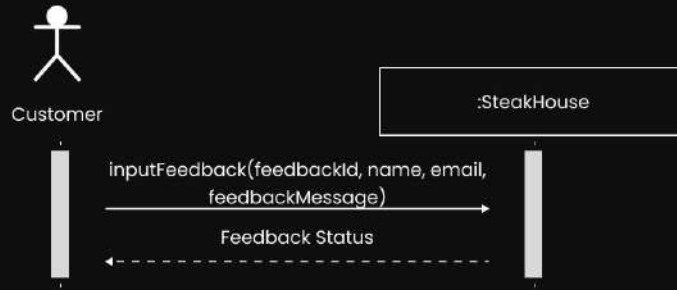 Customer
:SteakHouse
inputFeedback(feedbackId, name, email,
feedbackMessage)
Feedback Status